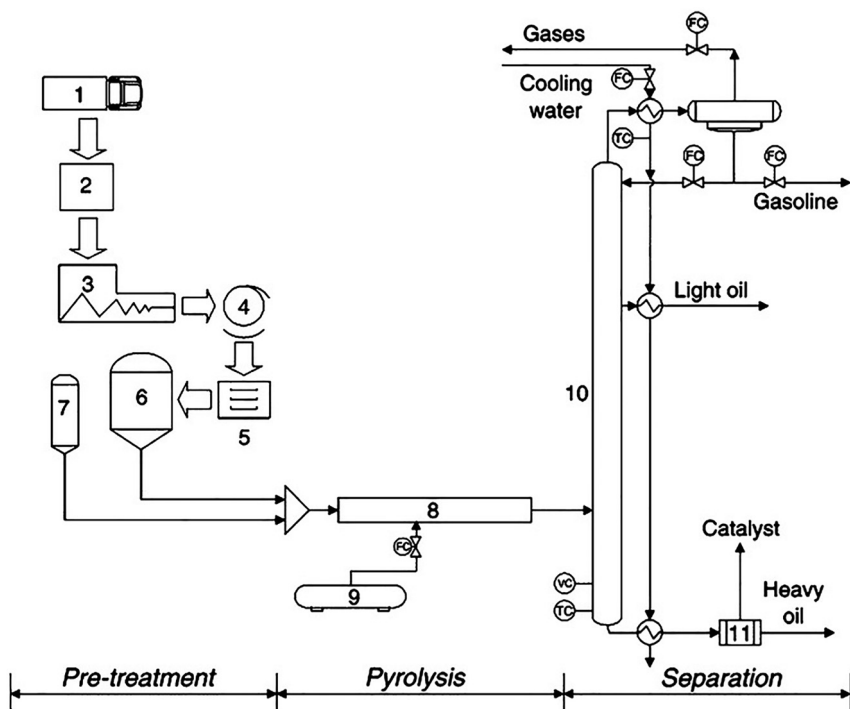 FC
Gases
1
FC
Cooling
water
TC
2
FC
FC
Gasoline
3
4
Light oil
10
7
6
5
8
Catalyst
FC
VC
Heavy
oil
9
TC
11
Pre-treatment
Pyrolysis
Separation